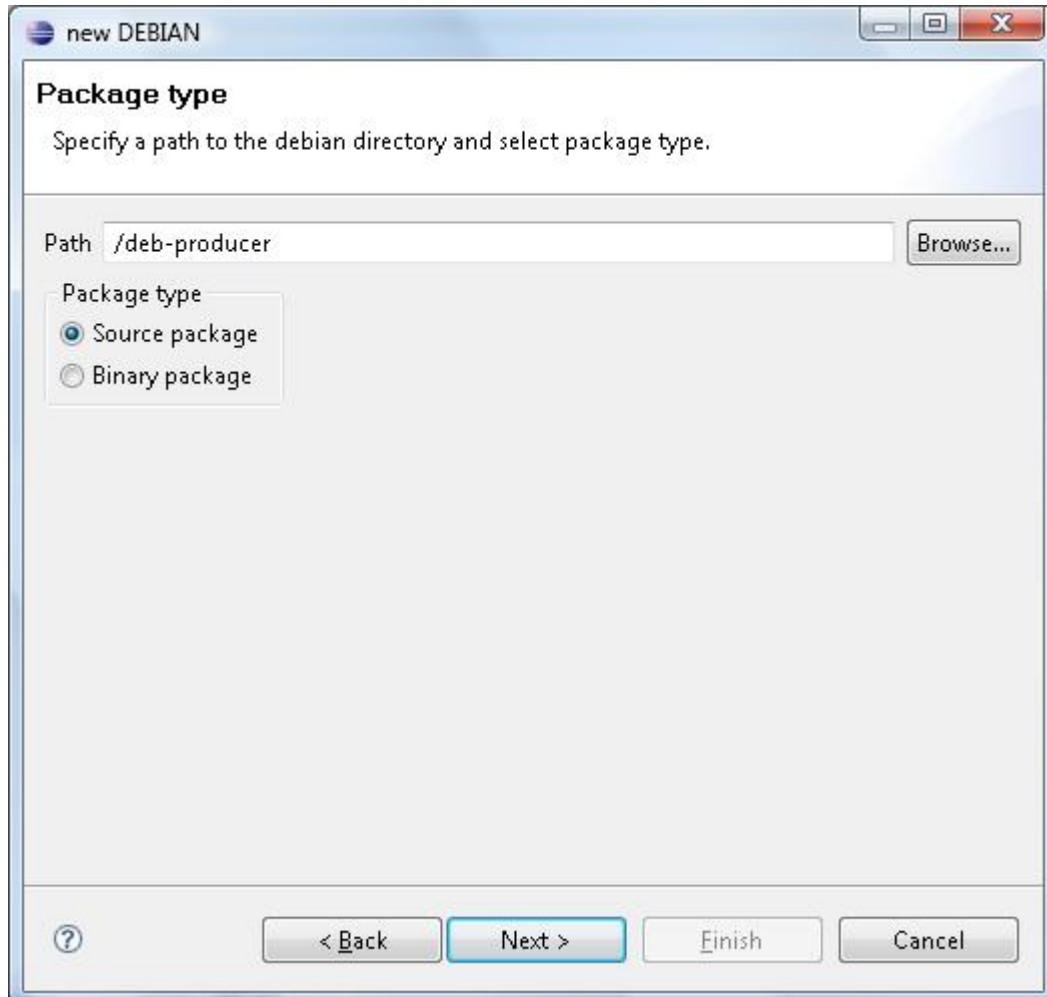 new DEBIAN
Package type
Specify a path to the debian directory and select package type.
Path /deb-producer Browse...
Package type
Source package
Binary package
? < Back Next > Finish Cancel